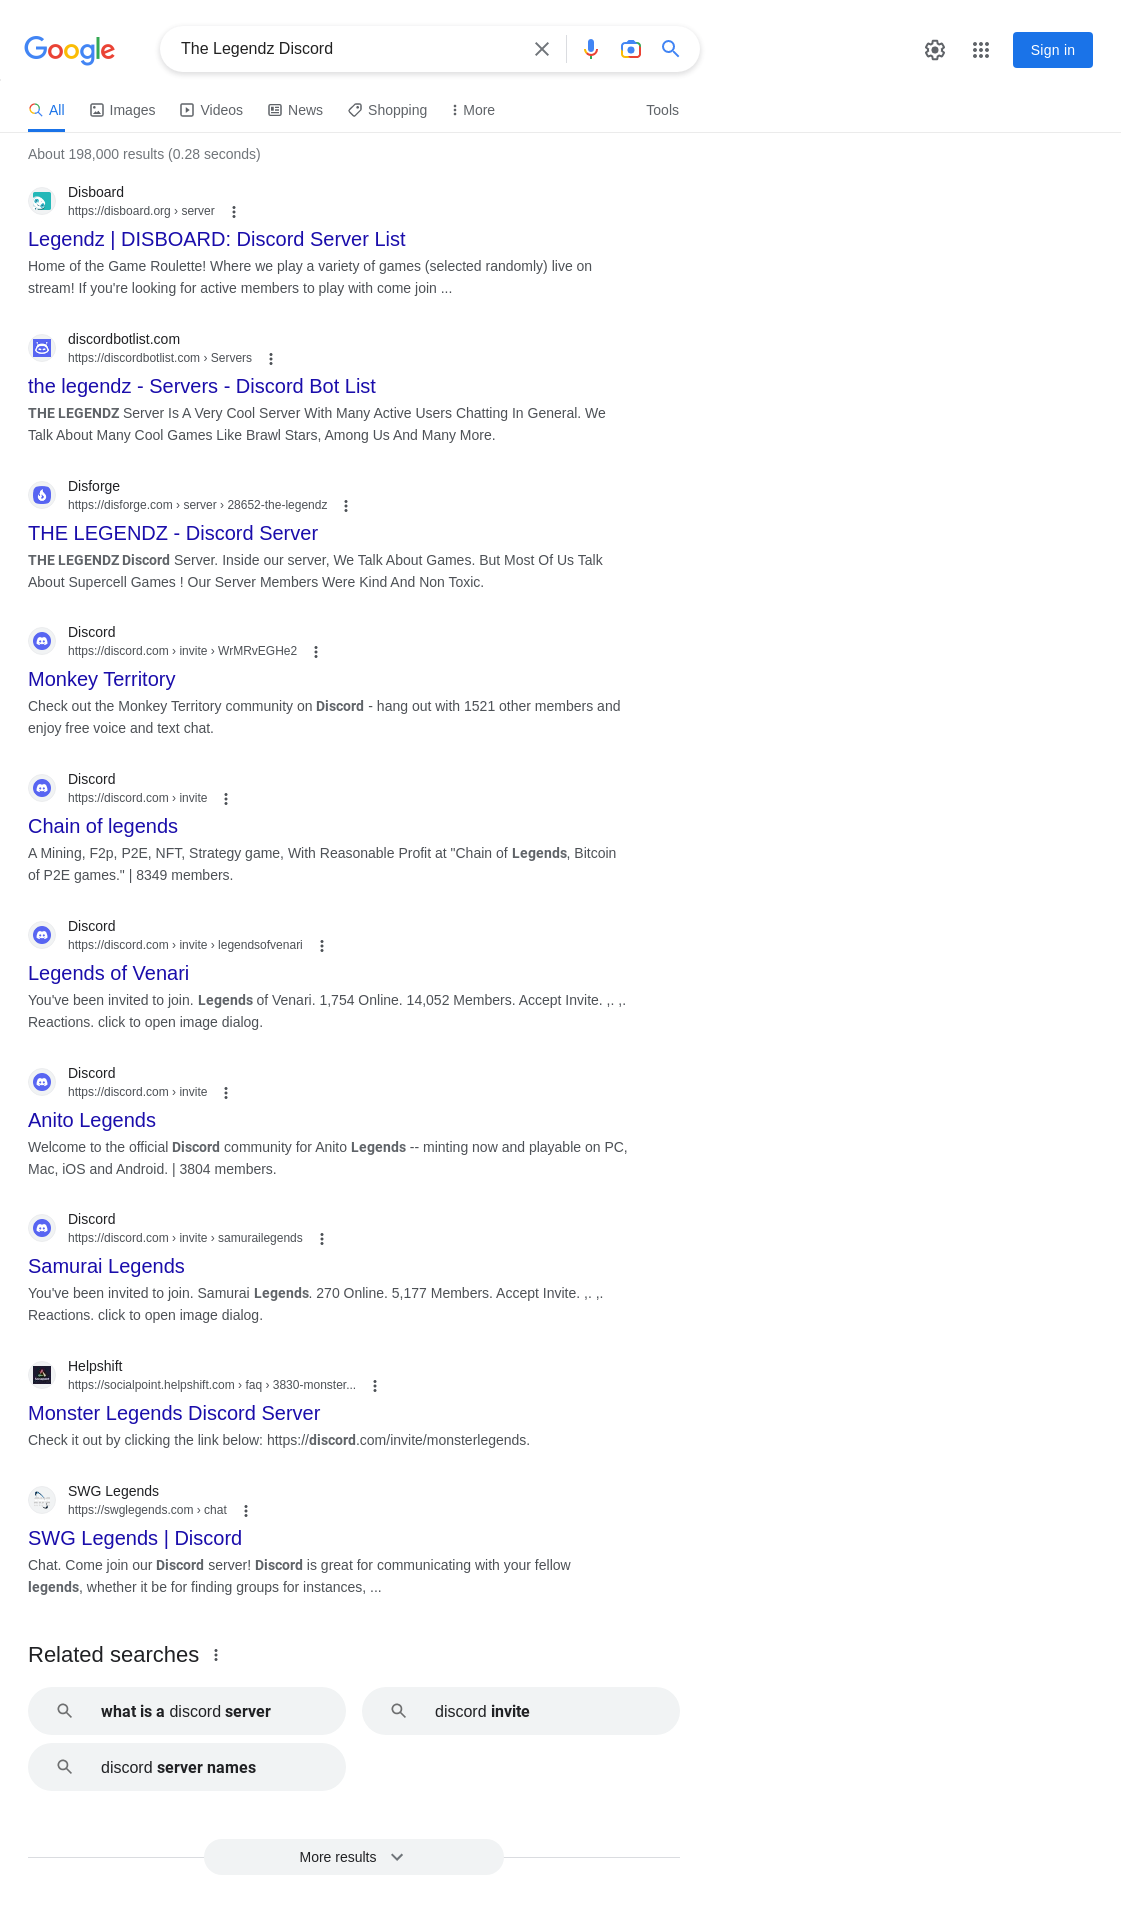 Google
The Legendz Discord
Sign in
All
Images
Videos
News
Shopping
More
Tools
About 198,000 results (0.28 seconds)
Disboard
https://disboard.org › server
Legendz | DISBOARD: Discord Server List
Home of the Game Roulette! Where we play a variety of games (selected randomly) live on
stream! If you're looking for active members to play with come join ...
discordbotlist.com
https://discordbotlist.com › Servers
the legendz - Servers - Discord Bot List
THE LEGENDZ Server Is A Very Cool Server With Many Active Users Chatting In General. We
Talk About Many Cool Games Like Brawl Stars, Among Us And Many More.
Disforge
https://disforge.com › server › 28652-the-legendz
THE LEGENDZ - Discord Server
THE LEGENDZ Discord Server. Inside our server, We Talk About Games. But Most Of Us Talk
About Supercell Games ! Our Server Members Were Kind And Non Toxic.
Discord
https://discord.com › invite › WrMRvEGHe2
Monkey Territory
Check out the Monkey Territory community on Discord - hang out with 1521 other members and
enjoy free voice and text chat.
Discord
https://discord.com › invite
Chain of legends
A Mining, F2p, P2E, NFT, Strategy game, With Reasonable Profit at "Chain of Legends, Bitcoin
of P2E games." | 8349 members.
Discord
https://discord.com › invite › legendsofvenari
Legends of Venari
You've been invited to join. Legends of Venari. 1,754 Online. 14,052 Members. Accept Invite. ,. ,.
Reactions. click to open image dialog.
Discord
https://discord.com › invite
Anito Legends
Welcome to the official Discord community for Anito Legends -- minting now and playable on PC,
Mac, iOS and Android. | 3804 members.
Discord
https://discord.com › invite › samurailegends
Samurai Legends
You've been invited to join. Samurai Legends. 270 Online. 5,177 Members. Accept Invite. ,. ,.
Reactions. click to open image dialog.
Helpshift
https://socialpoint.helpshift.com › faq › 3830-monster...
Monster Legends Discord Server
Check it out by clicking the link below: https://discord.com/invite/monsterlegends.
SWG Legends
https://swglegends.com › chat
SWG Legends | Discord
Chat. Come join our Discord server! Discord is great for communicating with your fellow
legends, whether it be for finding groups for instances, ...
Related searches
what is a discord server
discord invite
discord server names
More results